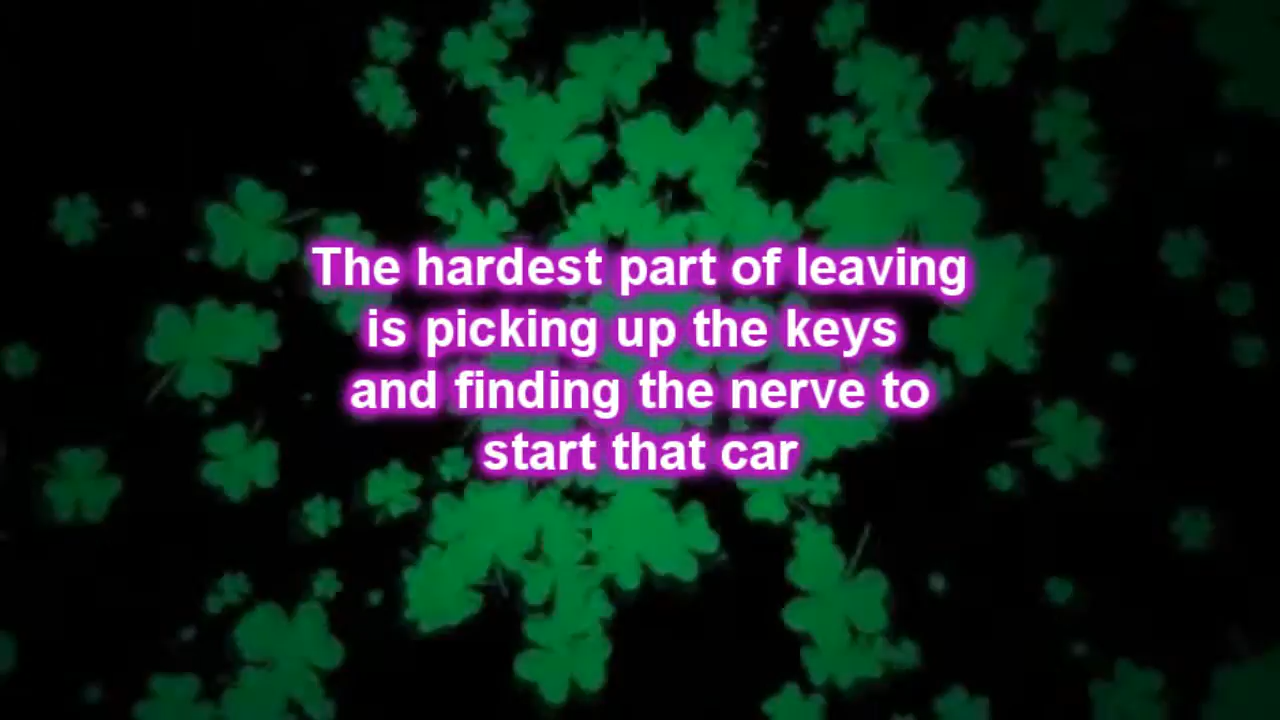 The hardest part of leaving
is picking up the keys
and finding the nerve to
start that car